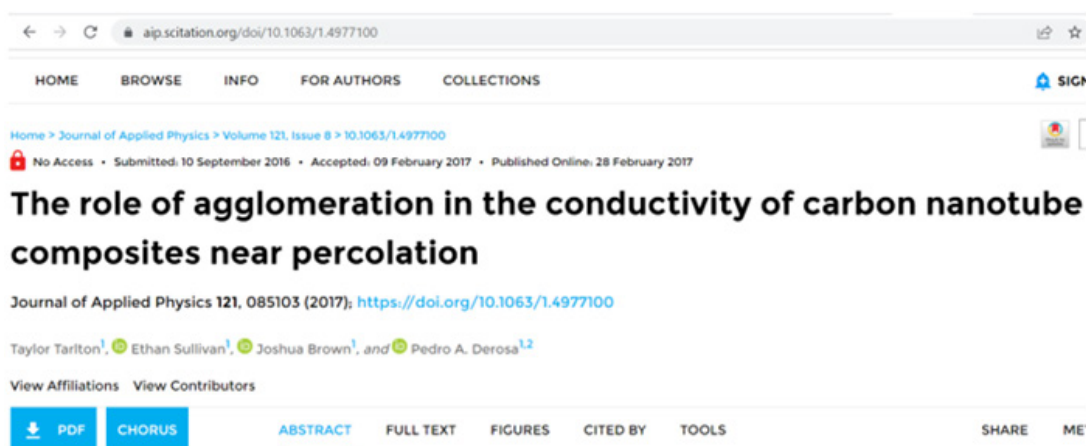 aip.scitation.org/doi/10.1063/1.4977100
HOME BROWSE INFO FOR AUTHORS COLLECTIONS SIGN
Home > Journal of Applied Physics > Volume 121, Issue 8 > 10.1063/1.4977100
No Access • Submitted: 10 September 2016 • Accepted: 09 February 2017 • Published Online: 28 February 2017
The role of agglomeration in the conductivity of carbon nanotube
composites near percolation
Journal of Applied Physics 121, 085103 (2017); https://doi.org/10.1063/1.4977100
Taylor Tarlton1, iD Ethan Sullivan1, iD Joshua Brown1, and iD Pedro A. Derosa1,2
View Affiliations View Contributors
PDF CHORUS ABSTRACT FULL TEXT FIGURES CITED BY TOOLS SHARE ME